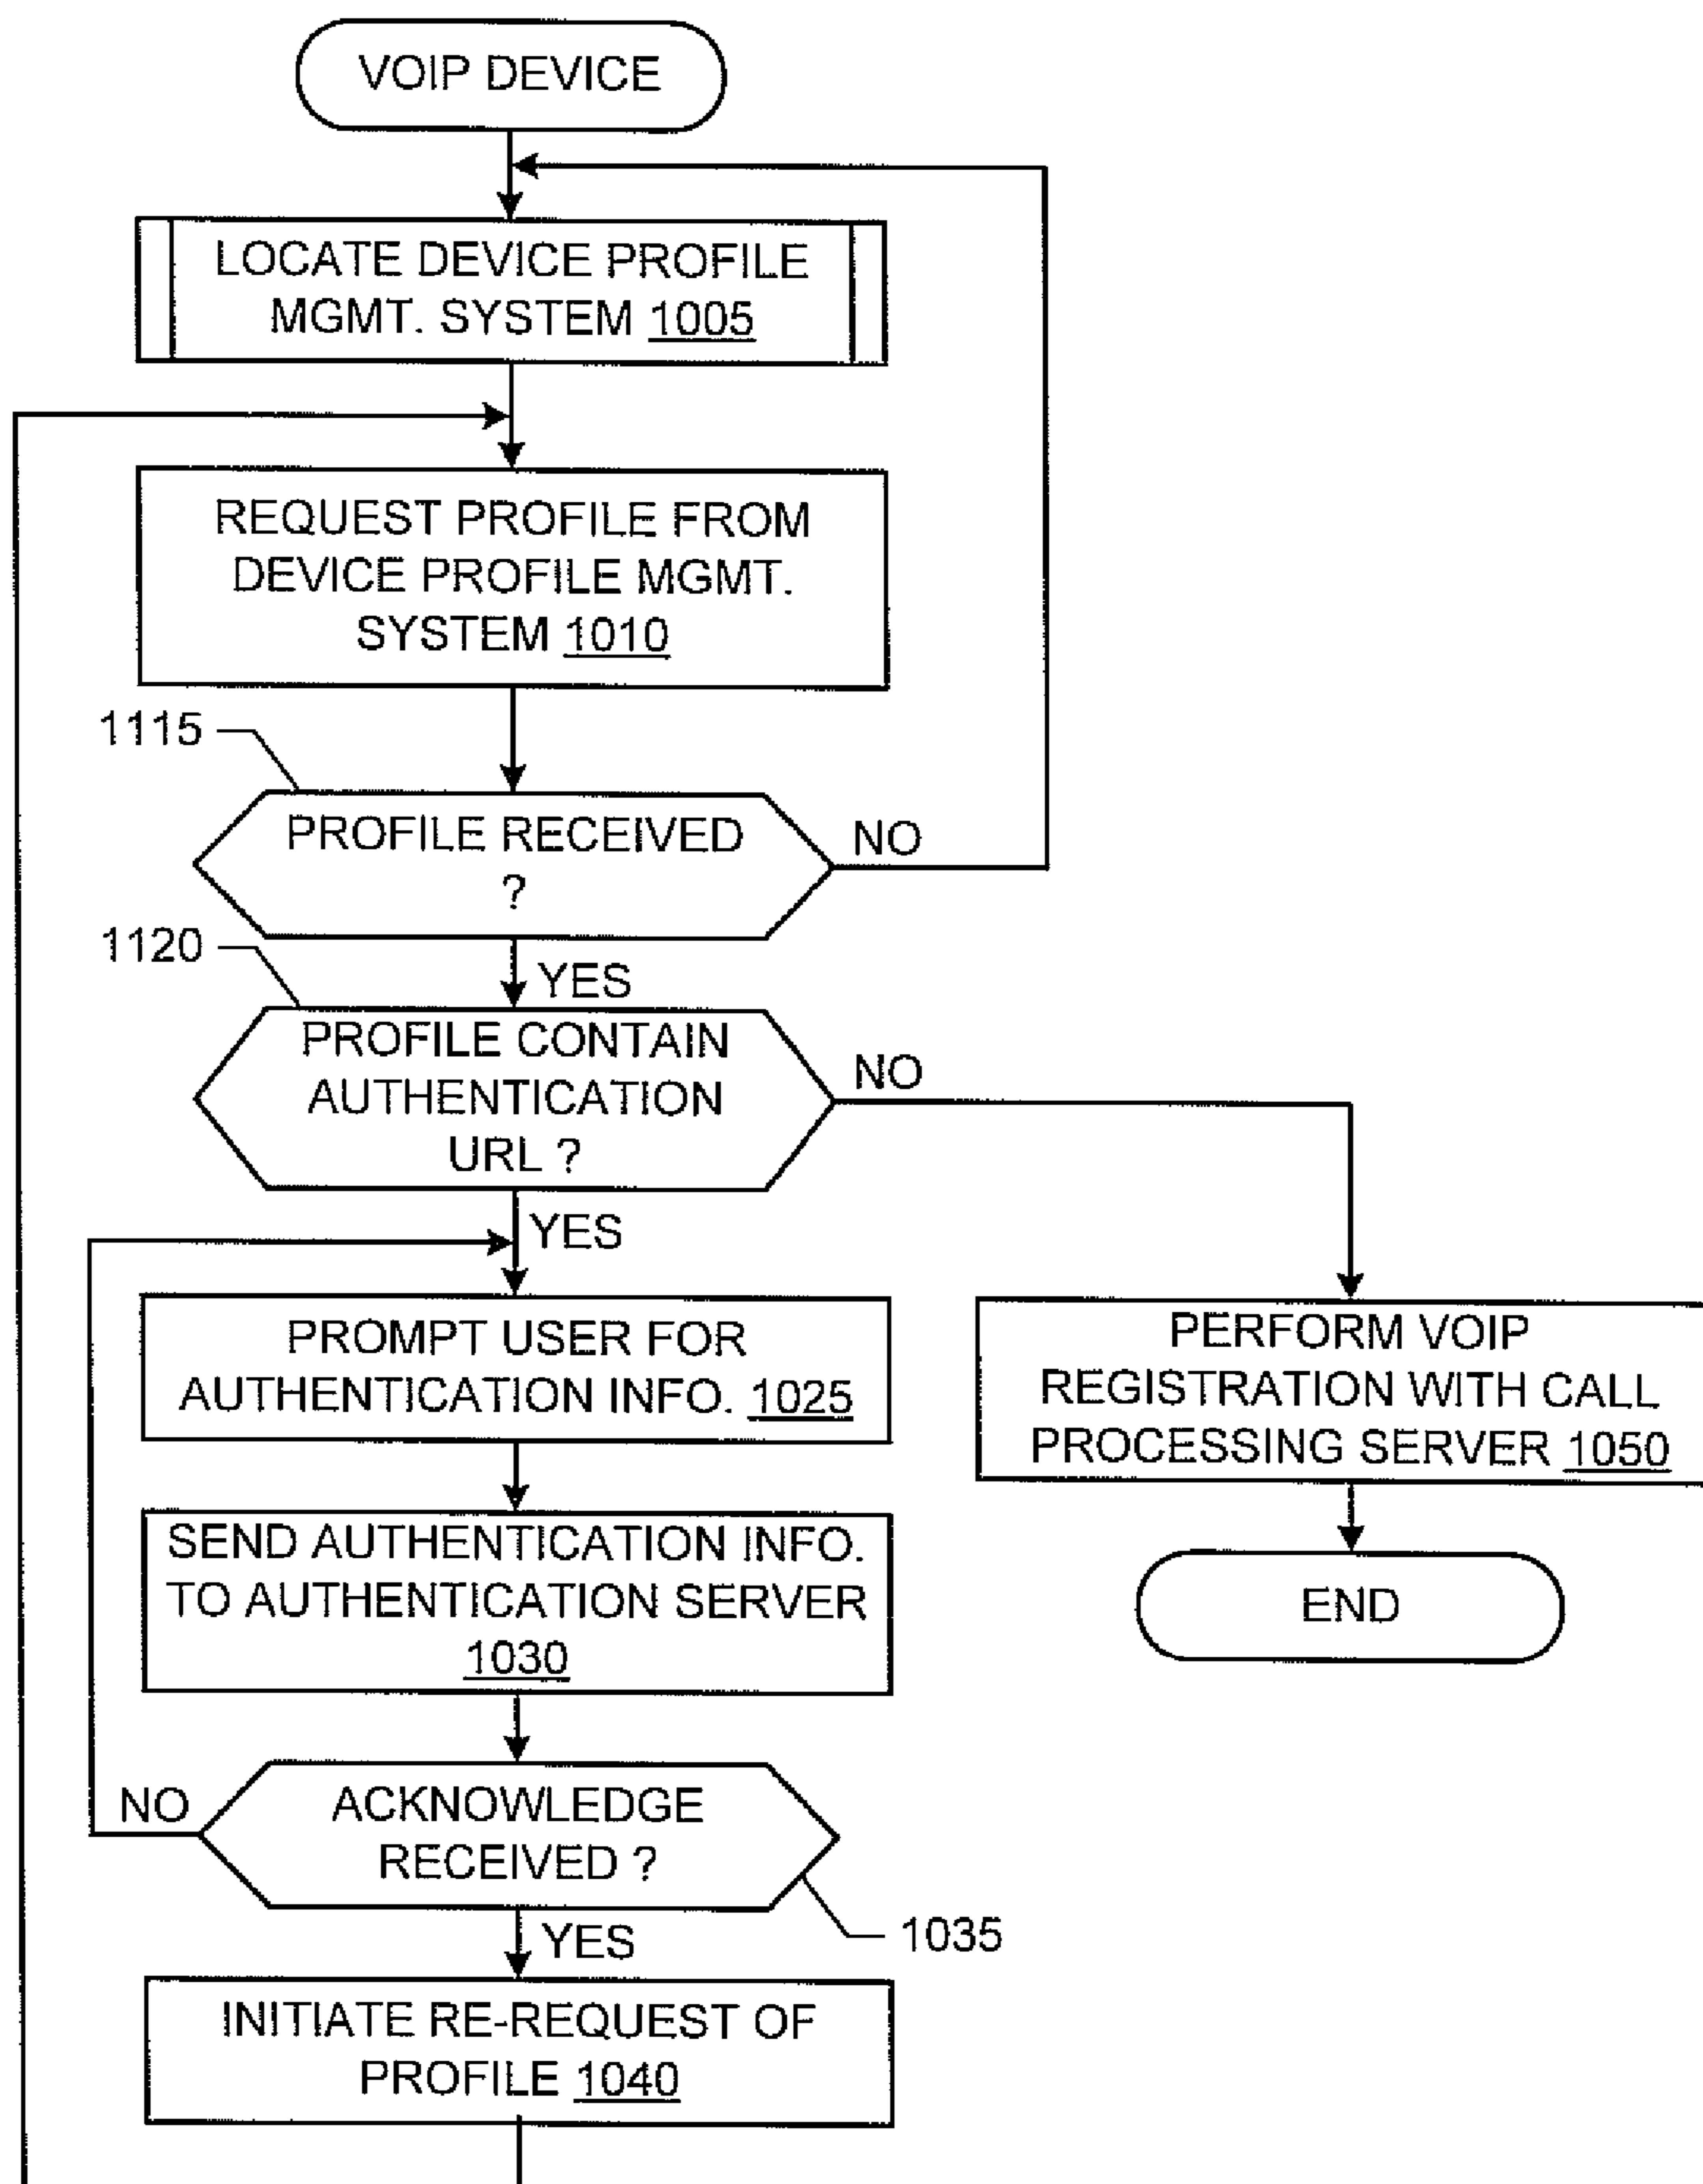 VOIP DEVICE
LOCATE DEVICE PROFILE
MGMT. SYSTEM 1005
REQUEST PROFILE FROM
DEVICE PROFILE MGMT.
SYSTEM 1010
1115
PROFILE RECEIVED
?
NO
1120
YES
PROFILE CONTAIN
AUTHENTICATION
URL ?
NO
YES
PROMPT USER FOR
AUTHENTICATION INFO. 1025
PERFORM VOIP
REGISTRATION WITH CALL
PROCESSING SERVER 1050
SEND AUTHENTICATION INFO.
TO AUTHENTICATION SERVER
1030
END
ACKNOWLEDGE
RECEIVED ?
NO
1035
YES
INITIATE RE-REQUEST OF
PROFILE 1040